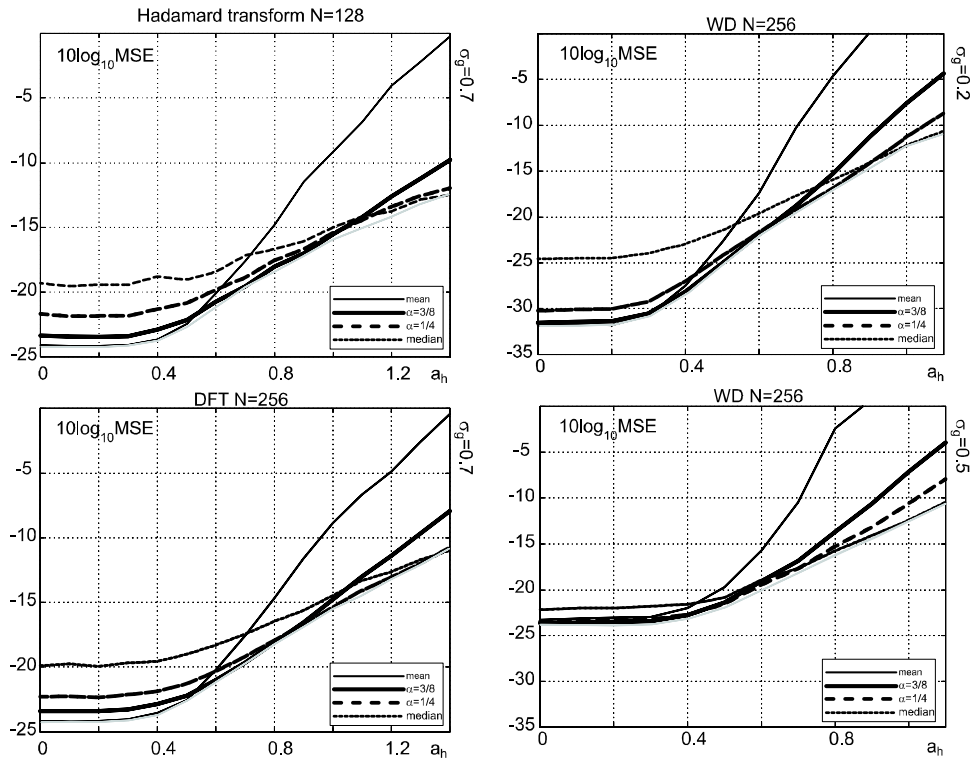 Hadamard transform N=128
10log10MSE
σg=0.7
-5
-10
-15
-20
-25
0
0.4
0.8
1.2
ah
mean
α=3/8
α=1/4
median
WD N=256
10log10MSE
σg=0.2
-5
-10
-15
-20
-25
-30
-35
0
0.4
0.8
ah
mean
α=3/8
α=1/4
median
DFT N=256
10log10MSE
σg=0.7
-5
-10
-15
-20
-25
0
0.4
0.8
1.2
ah
mean
α=3/8
α=1/4
median
WD N=256
10log10MSE
σg=0.5
-5
-10
-15
-20
-25
-30
-35
0
0.4
0.8
ah
mean
α=3/8
α=1/4
median